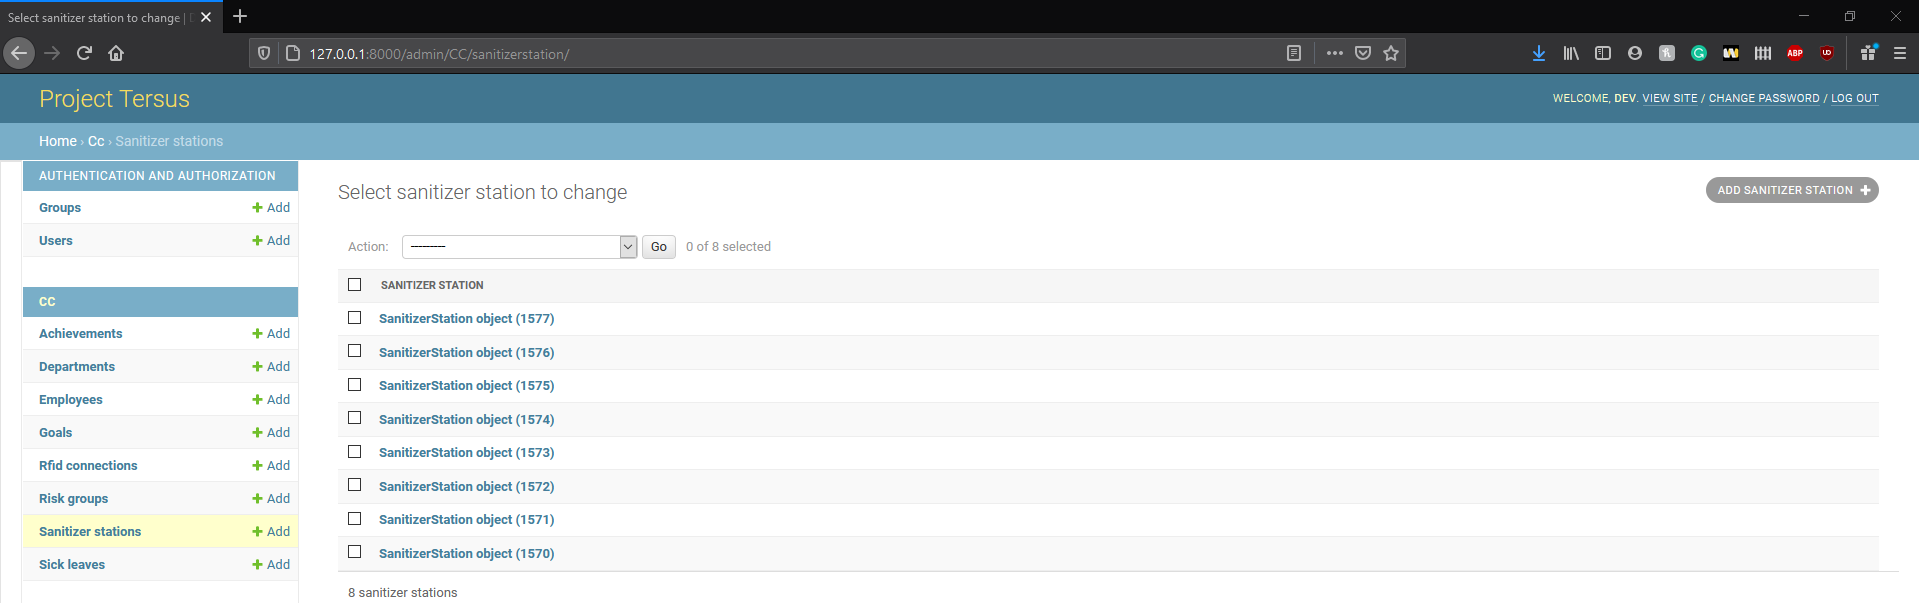 Select sanitizer station to change |
127.0.0.1:8000/admin/CC/sanitizerstation/
ABP
Project Tersus
WELCOME, DEV. VIEW SITE / CHANGE PASSWORD / LOG OUT
Home › Cc › Sanitizer stations
AUTHENTICATION AND AUTHORIZATION
Groups + Add
Users + Add
CC
Achievements + Add
Departments + Add
Employees + Add
Goals + Add
Rfid connections + Add
Risk groups + Add
Sanitizer stations + Add
Sick leaves + Add
Select sanitizer station to change
ADD SANITIZER STATION +
Action: --------- Go 0 of 8 selected
SANITIZER STATION
SanitizerStation object (1577)
SanitizerStation object (1576)
SanitizerStation object (1575)
SanitizerStation object (1574)
SanitizerStation object (1573)
SanitizerStation object (1572)
SanitizerStation object (1571)
SanitizerStation object (1570)
8 sanitizer stations